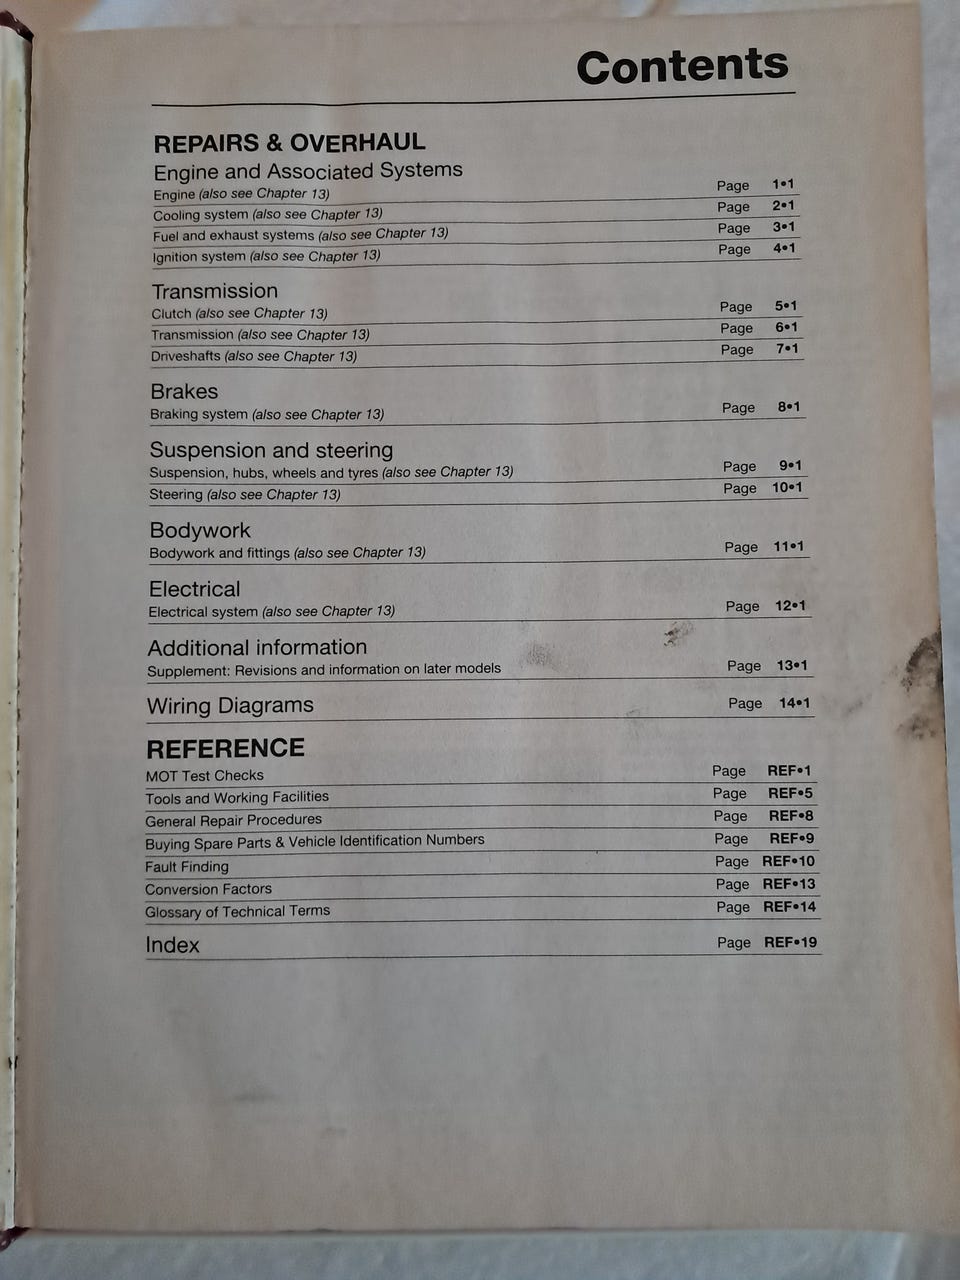 Contents
REPAIRS & OVERHAUL
Engine and Associated Systems
Engine (also see Chapter 13) Page 1•1
Cooling system (also see Chapter 13) Page 2•1
Fuel and exhaust systems (also see Chapter 13) Page 3•1
Ignition system (also see Chapter 13) Page 4•1
Transmission
Clutch (also see Chapter 13) Page 5•1
Transmission (also see Chapter 13) Page 6•1
Driveshafts (also see Chapter 13) Page 7•1
Brakes
Braking system (also see Chapter 13) Page 8•1
Suspension and steering
Suspension, hubs, wheels and tyres (also see Chapter 13) Page 9•1
Steering (also see Chapter 13) Page 10•1
Bodywork
Bodywork and fittings (also see Chapter 13) Page 11•1
Electrical
Electrical system (also see Chapter 13) Page 12•1
Additional information
Supplement: Revisions and information on later models Page 13•1
Wiring Diagrams Page 14•1
REFERENCE
MOT Test Checks Page REF•1
Tools and Working Facilities Page REF•5
General Repair Procedures Page REF•8
Buying Spare Parts & Vehicle Identification Numbers Page REF•9
Fault Finding Page REF•10
Conversion Factors Page REF•13
Glossary of Technical Terms Page REF•14
Index Page REF•19